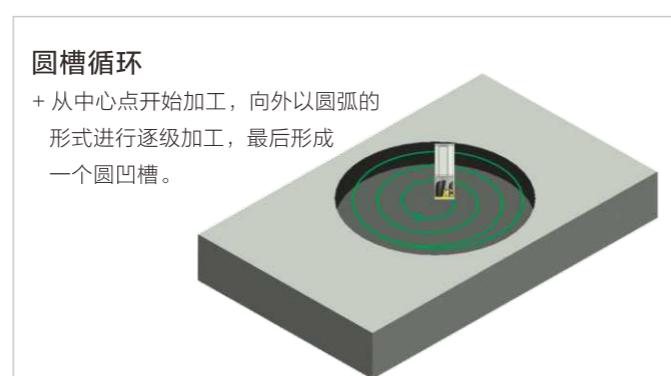 圆槽循环
+ 从中心点开始加工，向外以圆弧的
形式进行逐级加工，最后形成
一个圆凹槽。